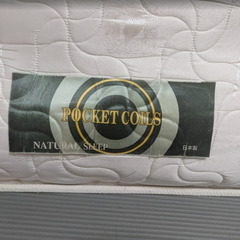 POCKET COILS
NATURAL SLEEP
日本製